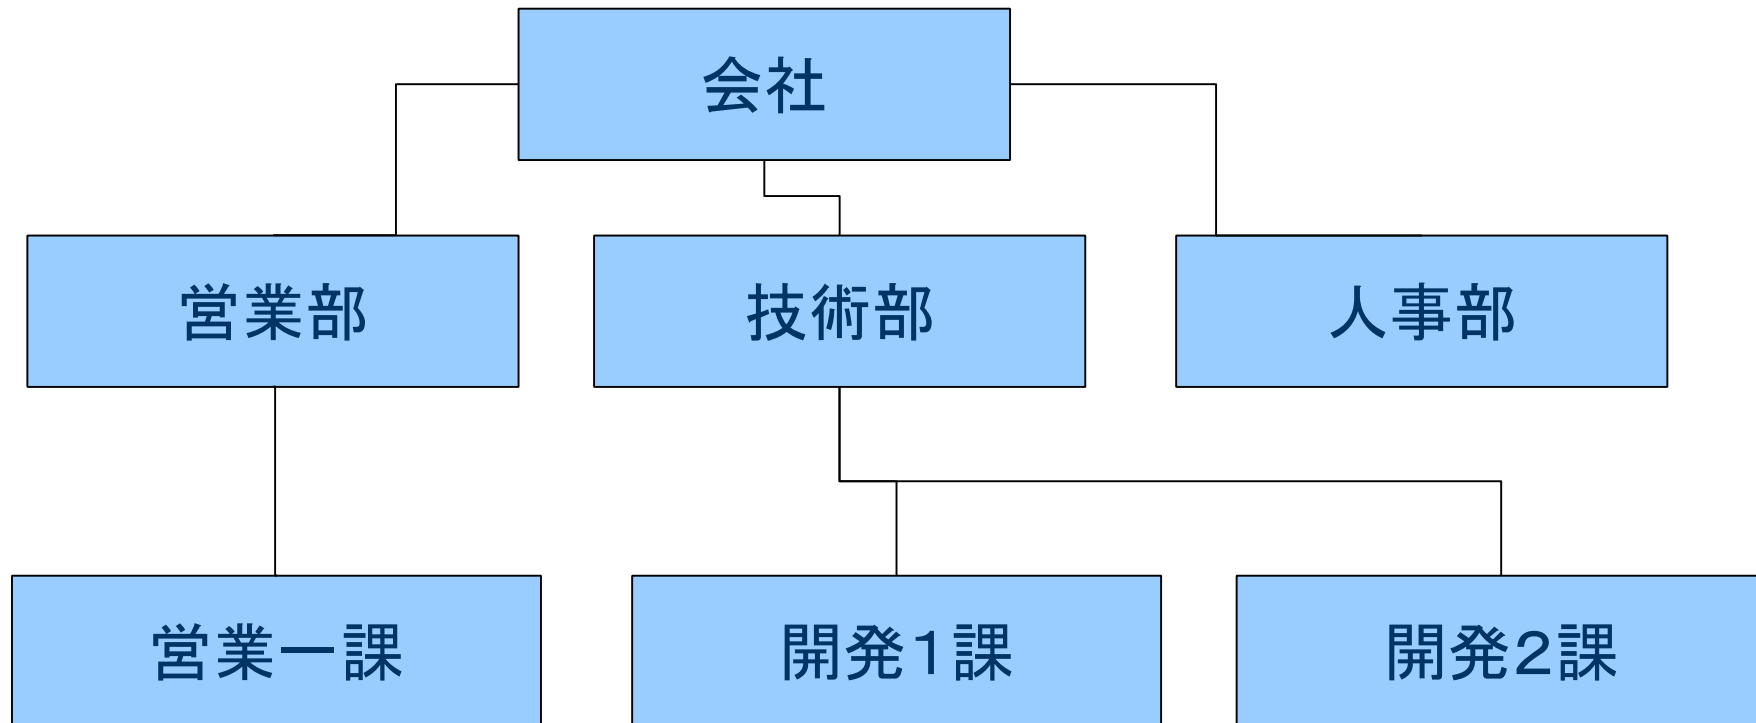 会社
営業部
技術部
人事部
営業一課
開発1課
開発2課